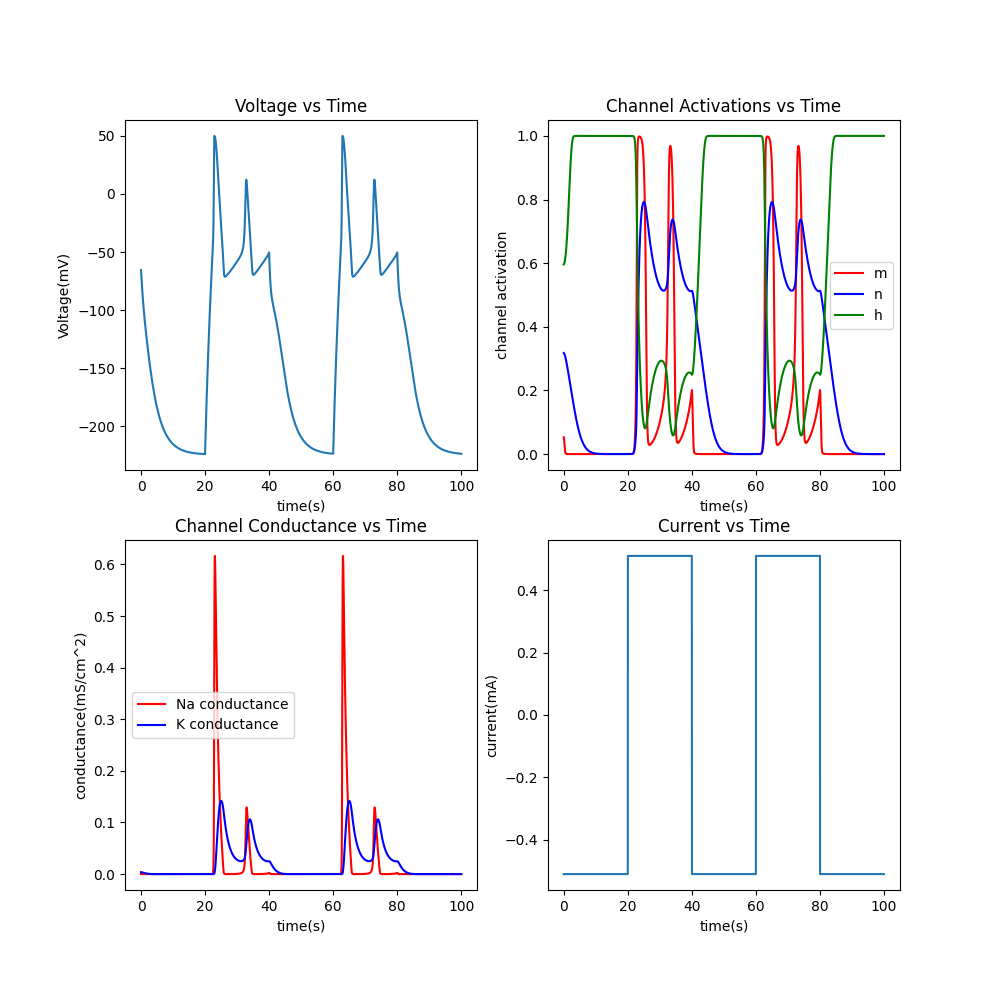 Voltage vs Time
Voltage(mV)
50
0
−50
−100
−150
−200
0 20 40 60 80 100
time(s)
Channel Activations vs Time
channel activation
1.0
0.8
0.6
0.4
0.2
0.0
m
n
h
0 20 40 60 80 100
time(s)
Channel Conductance vs Time
conductance(mS/cm^2)
0.6
0.5
0.4
0.3
0.2
0.1
0.0
Na conductance
K conductance
0 20 40 60 80 100
time(s)
Current vs Time
current(mA)
0.4
0.2
0.0
−0.2
−0.4
0 20 40 60 80 100
time(s)